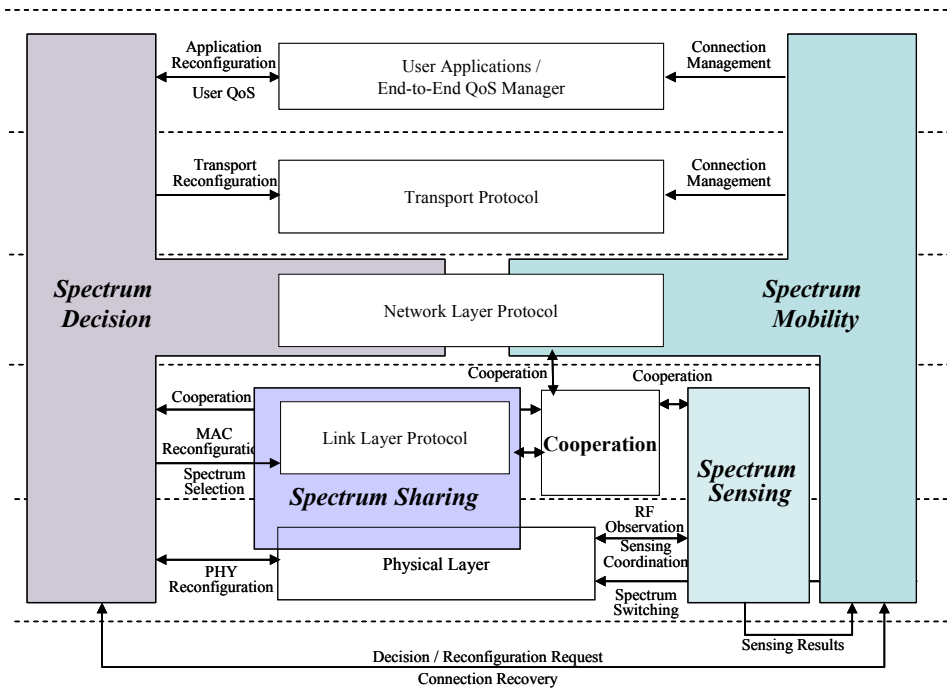 Application
Reconfiguration
User QoS
User Applications /
End-to-End QoS Manager
Connection
Management
Transport
Reconfiguration
Transport Protocol
Connection
Management
Spectrum
Decision
Network Layer Protocol
Spectrum
Mobility
Cooperation
Cooperation
Cooperation
MAC
Reconfiguratio
Spectrum
Selection
Link Layer Protocol
Spectrum Sharing
Cooperation
Spectrum
Sensing
RF
Observation
Sensing
Coordination
PHY
Reconfiguration
Physical Layer
Spectrum
Switching
Sensing Results
Decision / Reconfiguration Request
Connection Recovery